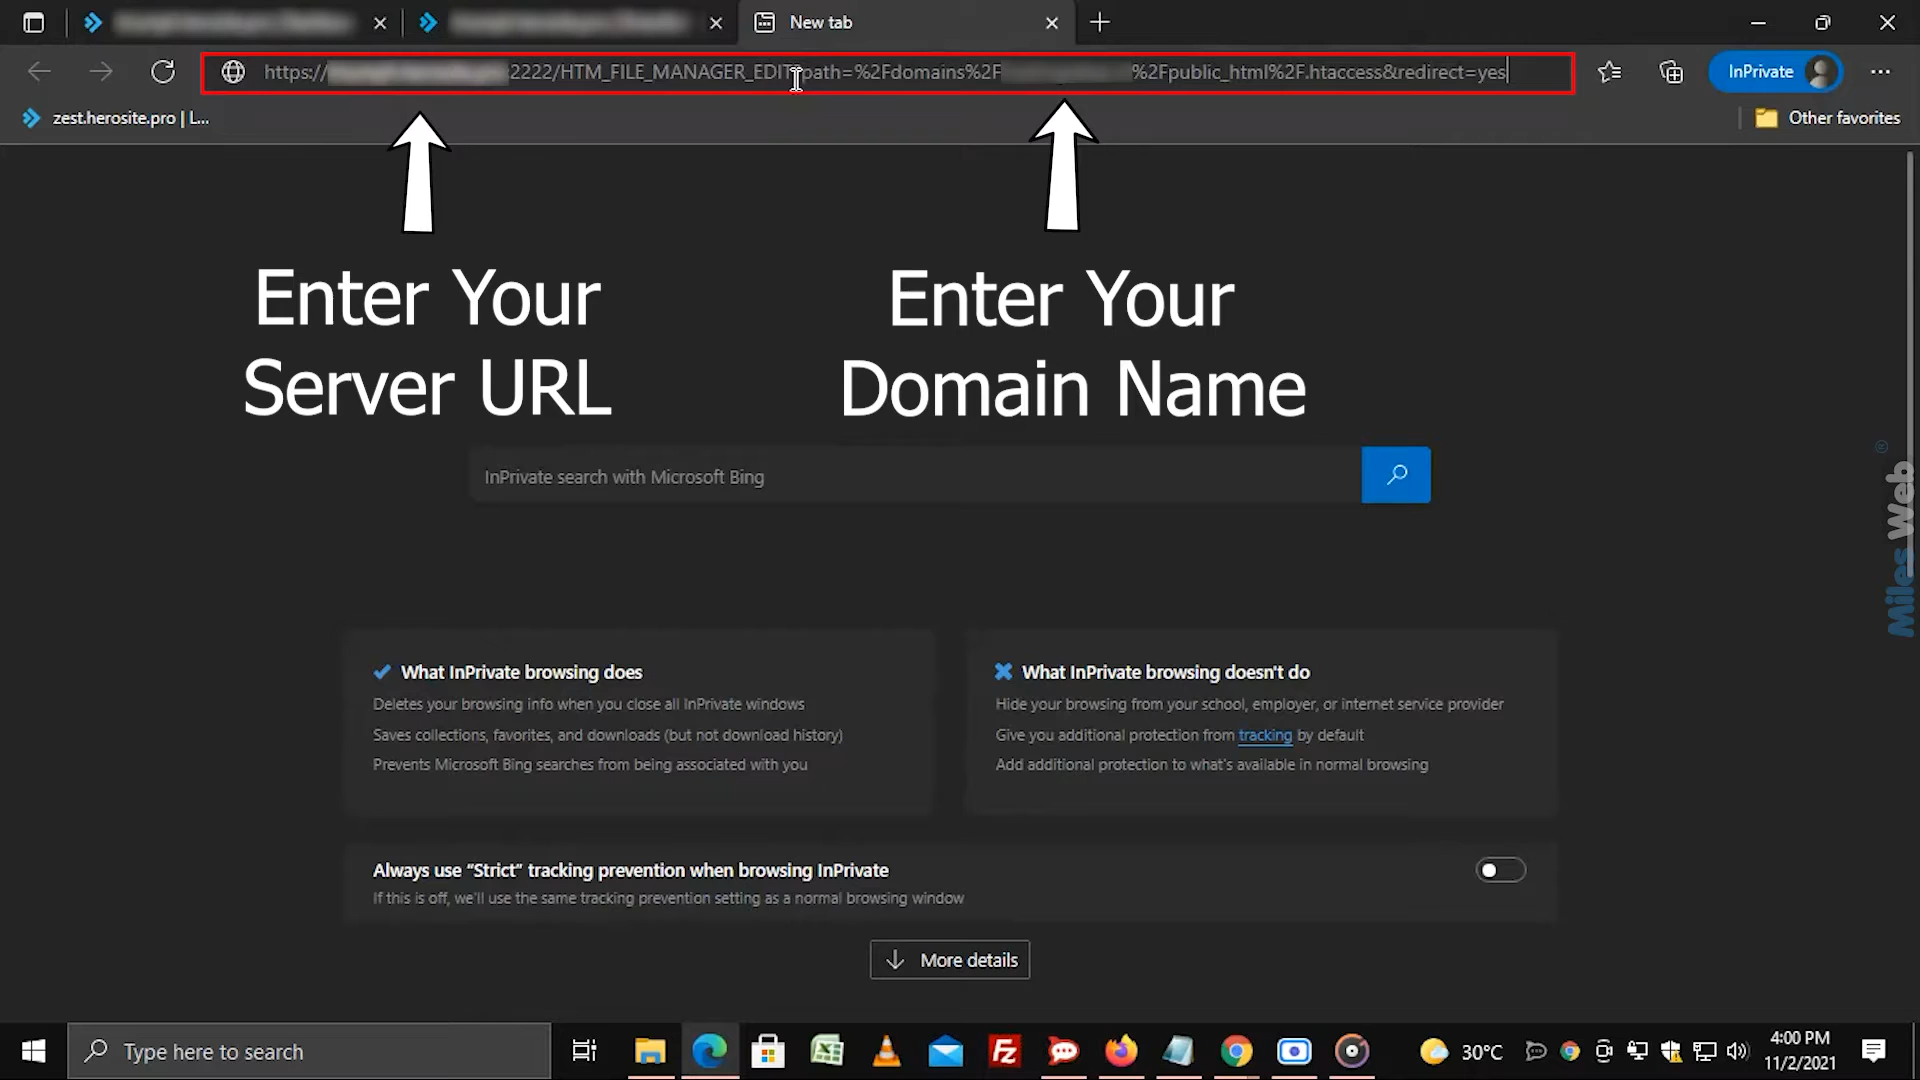 New tab
https://
:2222/HTM_FILE_MANAGER_EDIT?path=%2Fdomains%2F
%2Fpublic_html%2F.htaccess&redirect=yes
InPrivate
zest.herosite.pro | L...
Other favorites
Enter Your
Server URL
Enter Your
Domain Name
InPrivate search with Microsoft Bing
Miles Web
®
What InPrivate browsing does
Deletes your browsing info when you close all InPrivate windows
Saves collections, favorites, and downloads (but not download history)
Prevents Microsoft Bing searches from being associated with you
What InPrivate browsing doesn't do
Hide your browsing from your school, employer, or internet service provider
Give you additional protection from tracking by default
Add additional protection to what's available in normal browsing
Always use “Strict” tracking prevention when browsing InPrivate
If this is off, we'll use the same tracking prevention setting as a normal browsing window
More details
Type here to search
Fz
30°C
4:00 PM
11/2/2021